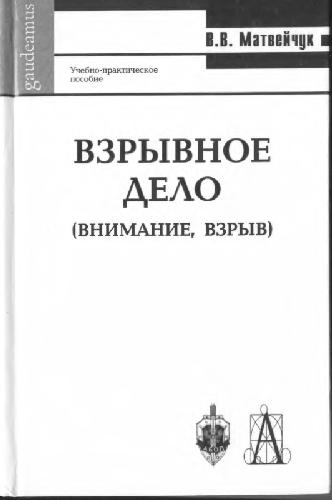 gaudeamus
В.В. Матвейчук
Учебно-практическое
пособие
ВЗРЫВНОЕ
ДЕЛО
(ВНИМАНИЕ, ВЗРЫВ)